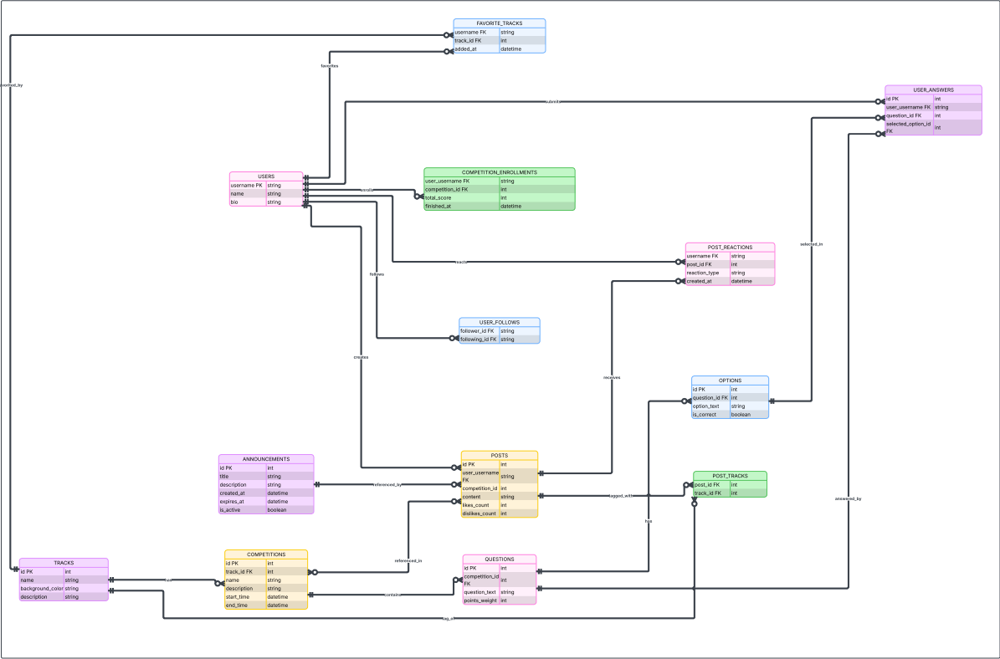 FAVORITE_TRACKS
username FK string
track_id FK int
added_at datetime
favorites
vorited_by
USER_ANSWERS
id PK int
user_username FK string
question_id FK int
selected_option_id
FK int
submits
USERS
username PK string
name string
bio string
COMPETITION_ENROLLMENTS
user_username FK string
competition_id FK int
total_score int
finished_at datetime
enrolls
selected_in
POST_REACTIONS
username FK string
post_id FK int
reaction_type string
created_at datetime
reacts
follows
USER_FOLLOWS
follower_id FK string
following_id FK string
creates
receives
OPTIONS
id PK int
question_id FK int
option_text string
is_correct boolean
ANNOUNCEMENTS
id PK int
title string
description string
created_at datetime
expires_at datetime
is_active boolean
referenced_by
POSTS
id PK int
user_username
FK string
competition_id int
content string
likes_count int
dislikes_count int
POST_TRACKS
post_id FK int
track_id FK int
tagged_with
answered_by
has
TRACKS
id PK int
name string
background_color string
description string
COMPETITIONS
id PK int
track_id FK int
name string
description string
start_time datetime
end_time datetime
referenced_in
contains
QUESTIONS
id PK int
competition_id
FK int
question_text string
points_weight int